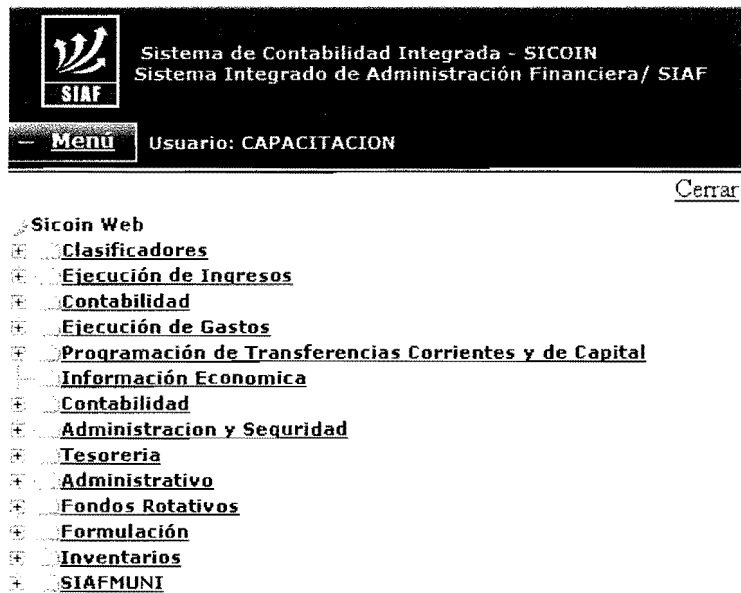 Sistema de Contabilidad Integrada - SICOIN
Sistema Integrado de Administración Financiera/ SIAF
SIAF
Menú
Usuario: CAPACITACION
Cerrar
Sicoin Web
Clasificadores
Ejecución de Ingresos
Contabilidad
Ejecución de Gastos
Programación de Transferencias Corrientes y de Capital
Información Economica
Contabilidad
Administracion y Seguridad
Tesoreria
Administrativo
Fondos Rotativos
Formulación
Inventarios
SIAFMUNI